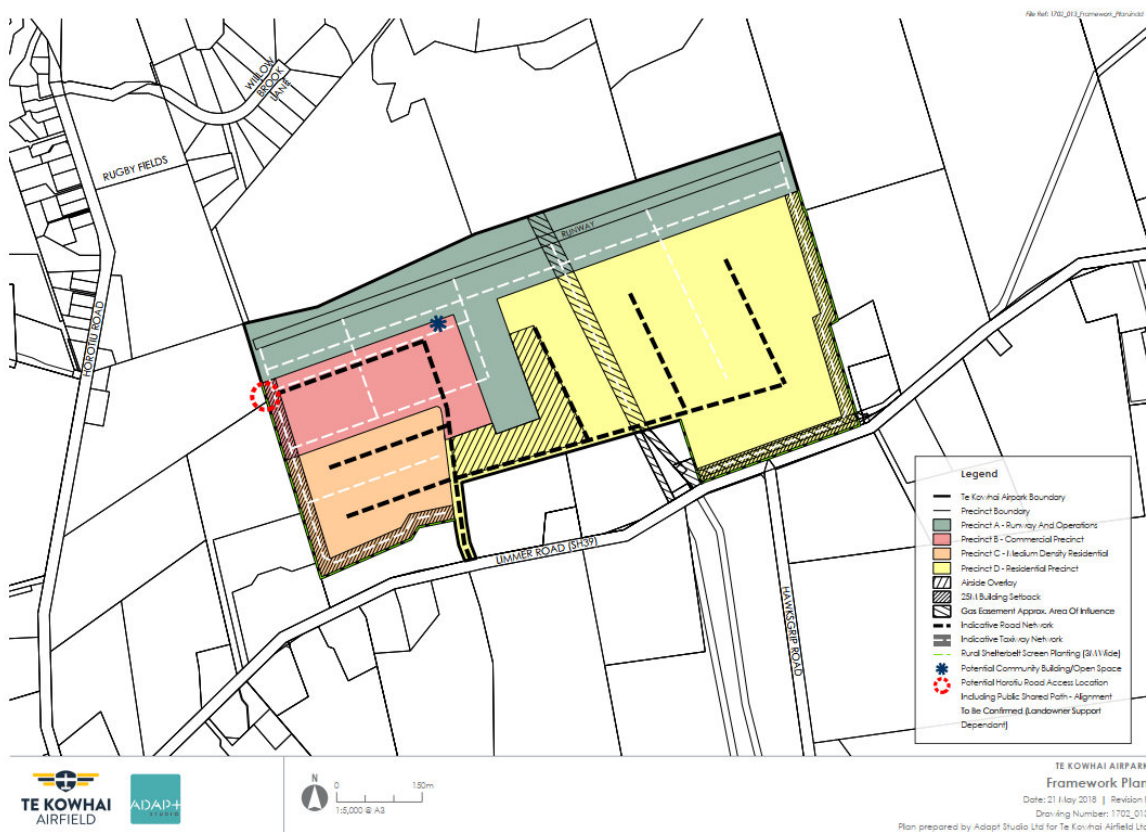 File Ref: 1702_013_Framework_Plan.indd
WILLOW
BROOK
LANE
RUGBY FIELDS
HOROTIU ROAD
RUNWAY
LIMMER ROAD (SH39)
HAWKSGRIP ROAD
Legend
Te Kowhai Airpark Boundary
Precinct Boundary
Precinct A - Runway And Operations
Precinct B - Commercial Precinct
Precinct C - Medium Density Residential
Precinct D - Residential Precinct
Airside Overlay
25M Building Setback
Gas Easement Approx. Area Of Influence
Indicative Road Network
Indicative Taxiway Network
Rural Shelterbelt Screen Planting (3M Wide)
Potential Community Building/Open Space
Potential Horotiu Road Access Location
Including Public Shared Path - Alignment
To Be Confirmed (Landowner Support
Dependant)
TE KOWHAI
AIRFIELD
ADAPT
STUDIO
N
0 150m
1:5,000 @ A3
TE KOWHAI AIRPARK
Framework Plan
Date: 21 May 2018 | Revision
Drawing Number: 1702_013
Plan prepared by Adapt Studio Ltd for Te Kowhai Airfield Ltd